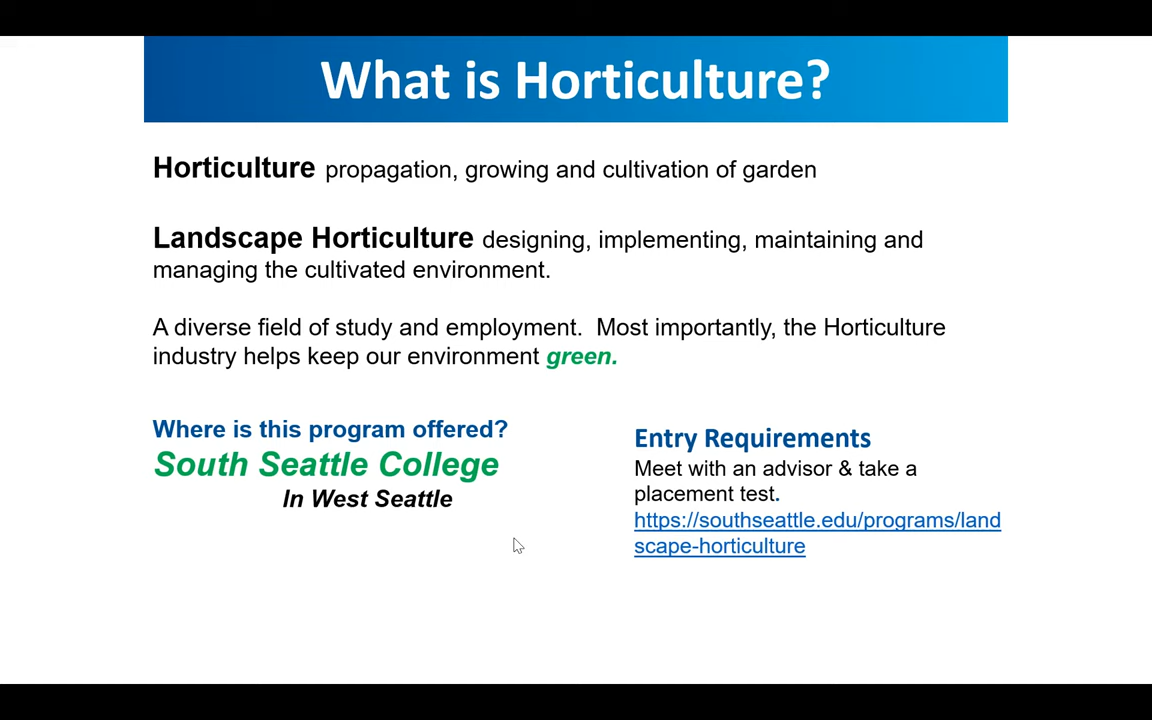 What is Horticulture?
Horticulture propagation, growing and cultivation of garden
Landscape Horticulture designing, implementing, maintaining and
managing the cultivated environment.
A diverse field of study and employment.  Most importantly, the Horticulture
industry helps keep our environment green.
Where is this program offered?
South Seattle College
In West Seattle
Entry Requirements
Meet with an advisor & take a
placement test.
https://southseattle.edu/programs/land
scape-horticulture